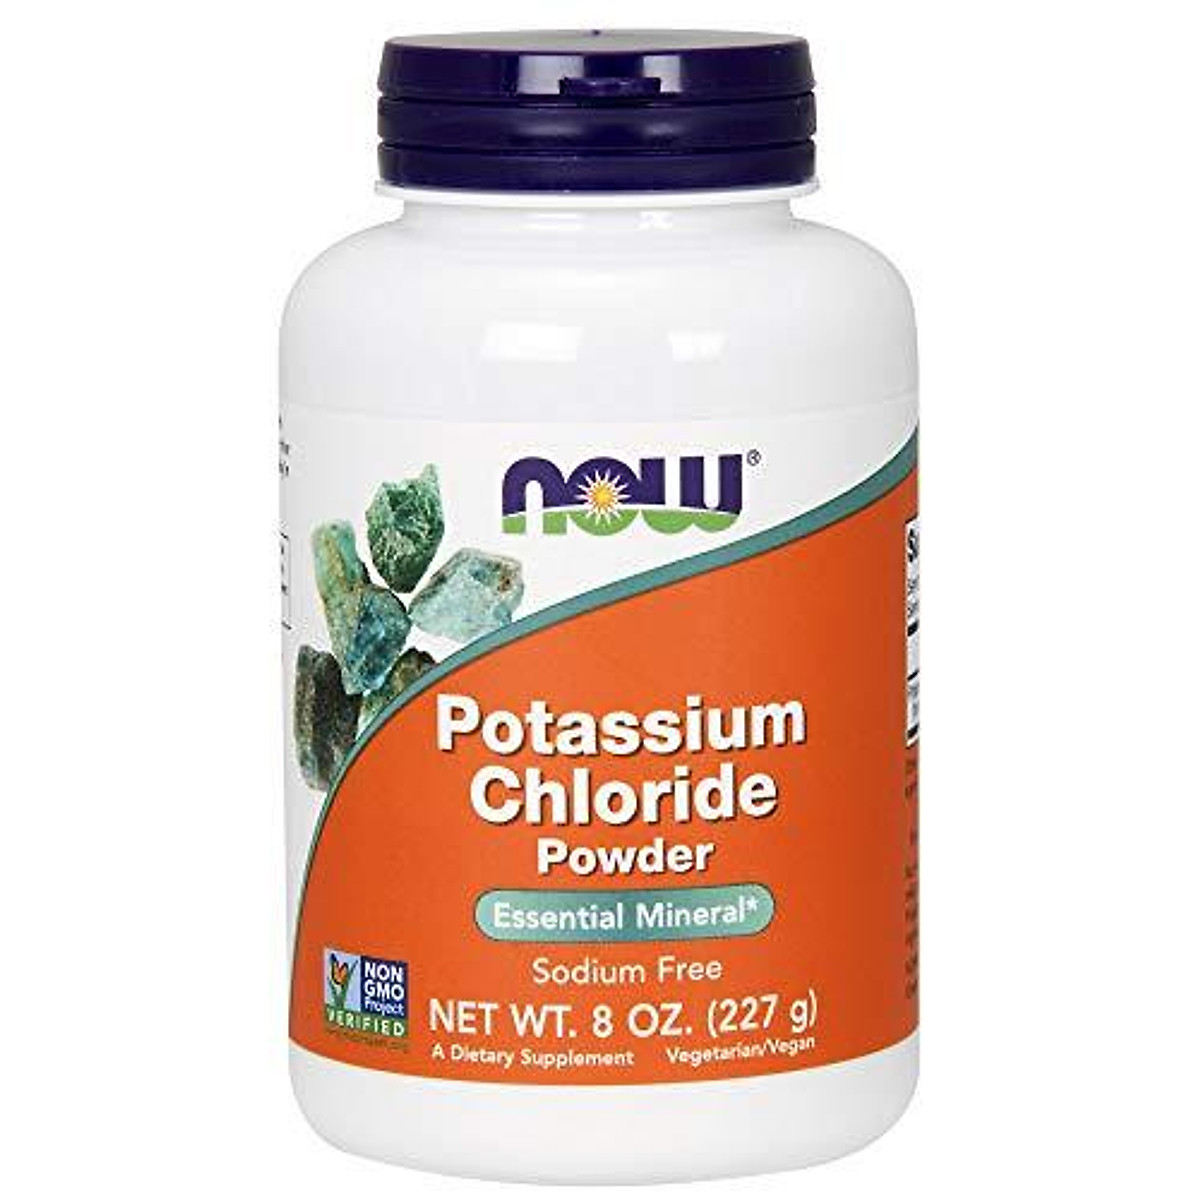 now®
Potassium
Chloride
Powder
Essential Mineral*
Sodium Free
NON
GMO
Project
VERIFIED
NET WT. 8 OZ. (227 g)
A Dietary Supplement Vegetarian/Vegan